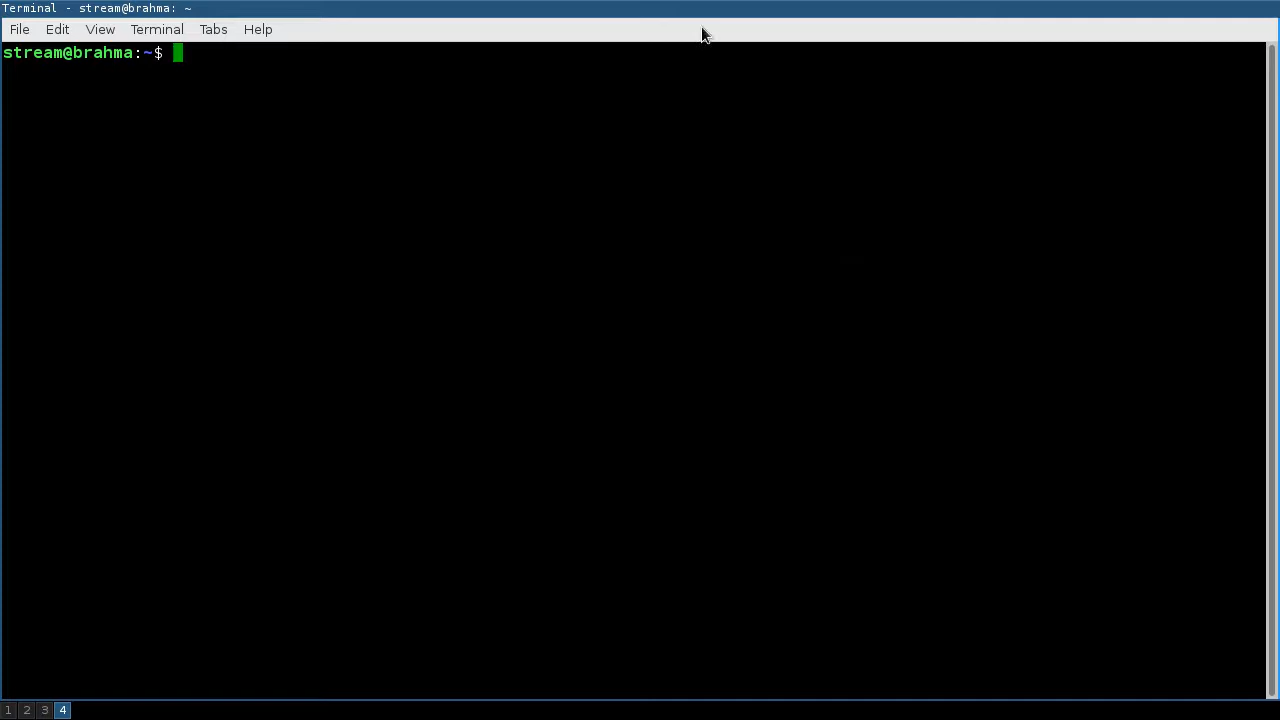 Terminal - stream@brahma: ~
File Edit View Terminal Tabs Help
stream@brahma:~$
1 2 3 4